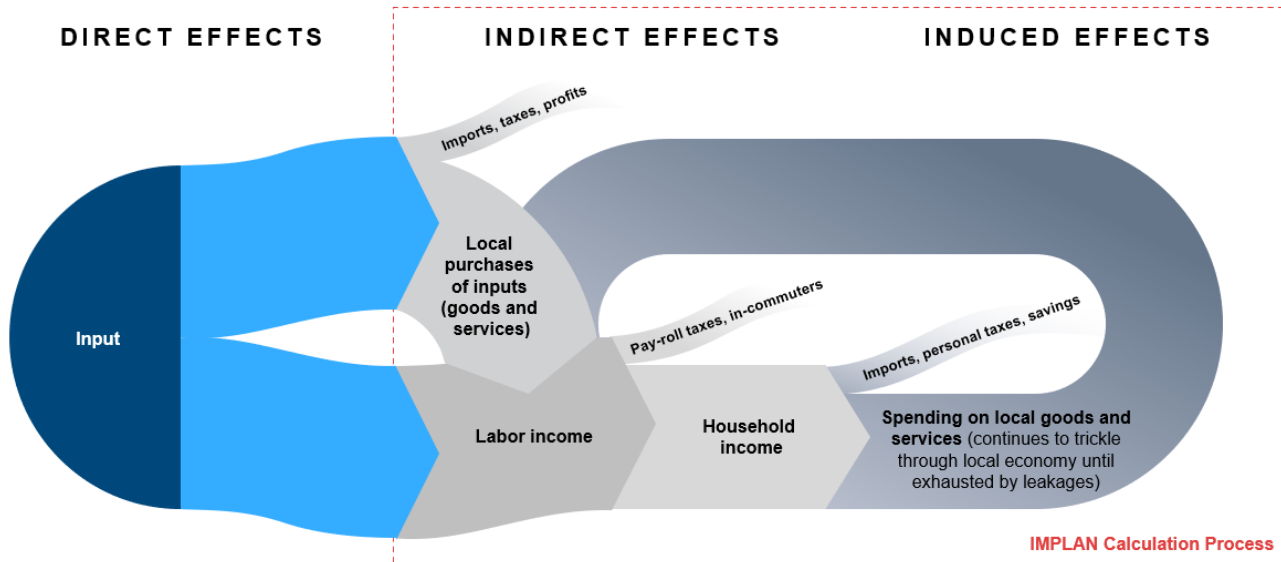 DIRECT EFFECTS
INDIRECT EFFECTS
INDUCED EFFECTS
Imports, taxes, profits
Local
purchases
of inputs
(goods and
services)
Input
Pay-roll taxes, in-commuters
Imports, personal taxes, savings
Labor income
Household
income
Spending on local goods and
services (continues to trickle
through local economy until
exhausted by leakages)
IMPLAN Calculation Process